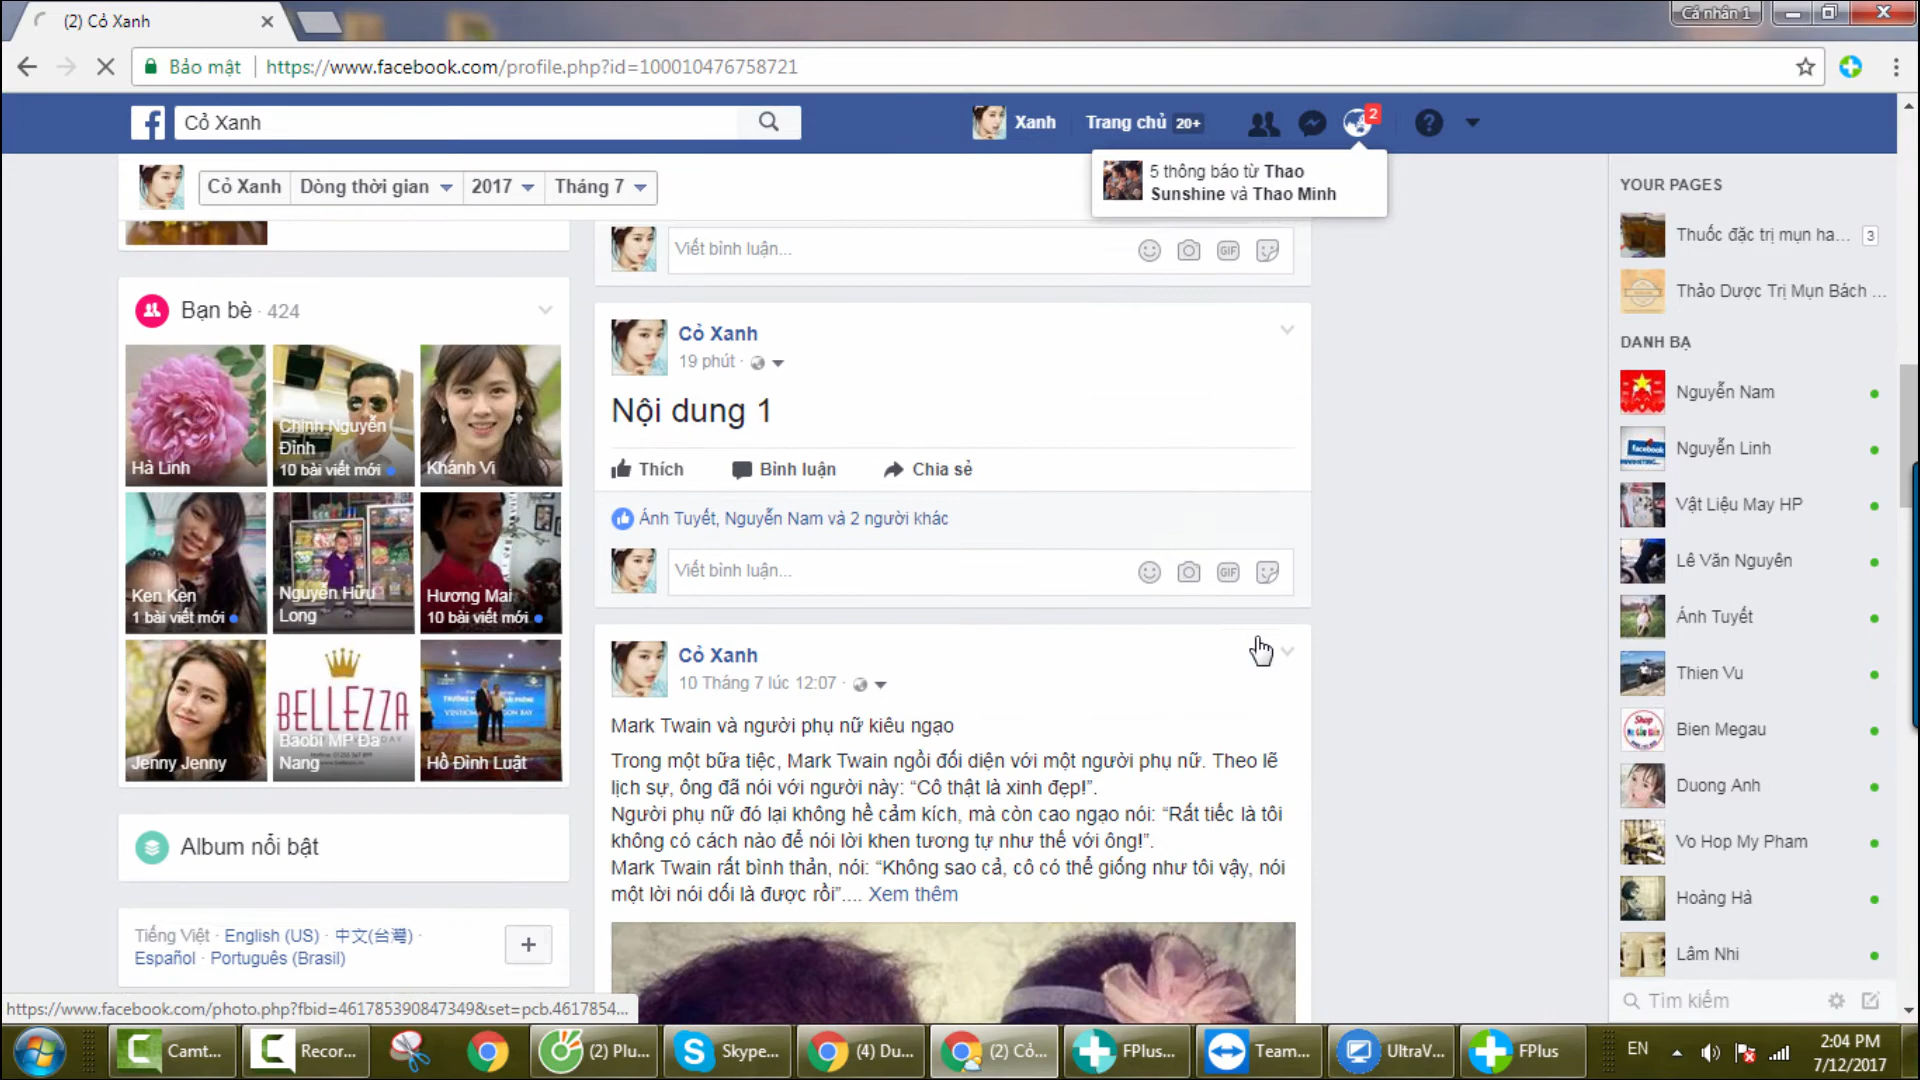 (2) Cỏ Xanh
Cá nhân 1
Bảo mật
https://www.facebook.com/profile.php?id=100010476758721
Cỏ Xanh
Xanh
Trang chủ 20+
2
5 thông báo từ Thao
Sunshine và Thao Minh
Cỏ Xanh
Dòng thời gian
2017
Tháng 7
Viết bình luận...
GIF
Bạn bè · 424
Hà Linh
Chính Nguyễn
Đình
10 bài viết mới
Khánh Vi
Ken Ken
1 bài viết mới
Nguyễn Hữu
Long
Hương Mai
10 bài viết mới
Jenny Jenny
BELLEZZA
Baobi MP Đa
Nang
Hồ Đình Luật
Album nổi bật
Tiếng Việt · English (US) · 中文(台灣) ·
Español · Português (Brasil)
Cỏ Xanh
19 phút ·
Nội dung 1
Thích
Bình luận
Chia sẻ
Ánh Tuyết, Nguyễn Nam và 2 người khác
Viết bình luận...
GIF
Cỏ Xanh
10 Tháng 7 lúc 12:07 ·
Mark Twain và người phụ nữ kiêu ngạo
Trong một bữa tiệc, Mark Twain ngồi đối diện với một người phụ nữ. Theo lẽ
lịch sự, ông đã nói với người này: “Cô thật là xinh đẹp!”.
Người phụ nữ đó lại không hề cảm kích, mà còn cao ngạo nói: “Rất tiếc là tôi
không có cách nào để nói lời khen tương tự như thế với ông!”.
Mark Twain rất bình thản, nói: “Không sao cả, cô có thể giống như tôi vậy, nói
một lời nói dối là được rồi”.... Xem thêm
YOUR PAGES
Thuốc đặc trị mụn ha... 3
Thảo Dược Trị Mụn Bách ...
DANH BẠ
Nguyễn Nam
Nguyễn Linh
Vật Liệu May HP
Lê Văn Nguyên
Ánh Tuyết
Thien Vu
Bien Megau
Duong Anh
Vo Hop My Pham
Hoàng Hà
Lâm Nhi
Tìm kiếm
https://www.facebook.com/photo.php?fbid=461785390847349&set=pcb.4617854...
Camt...
Recor...
(2) Plu...
Skype...
(4) Du...
(2) Cỏ...
FPlus...
Team...
UltraV...
FPlus
EN
2:04 PM
7/12/2017